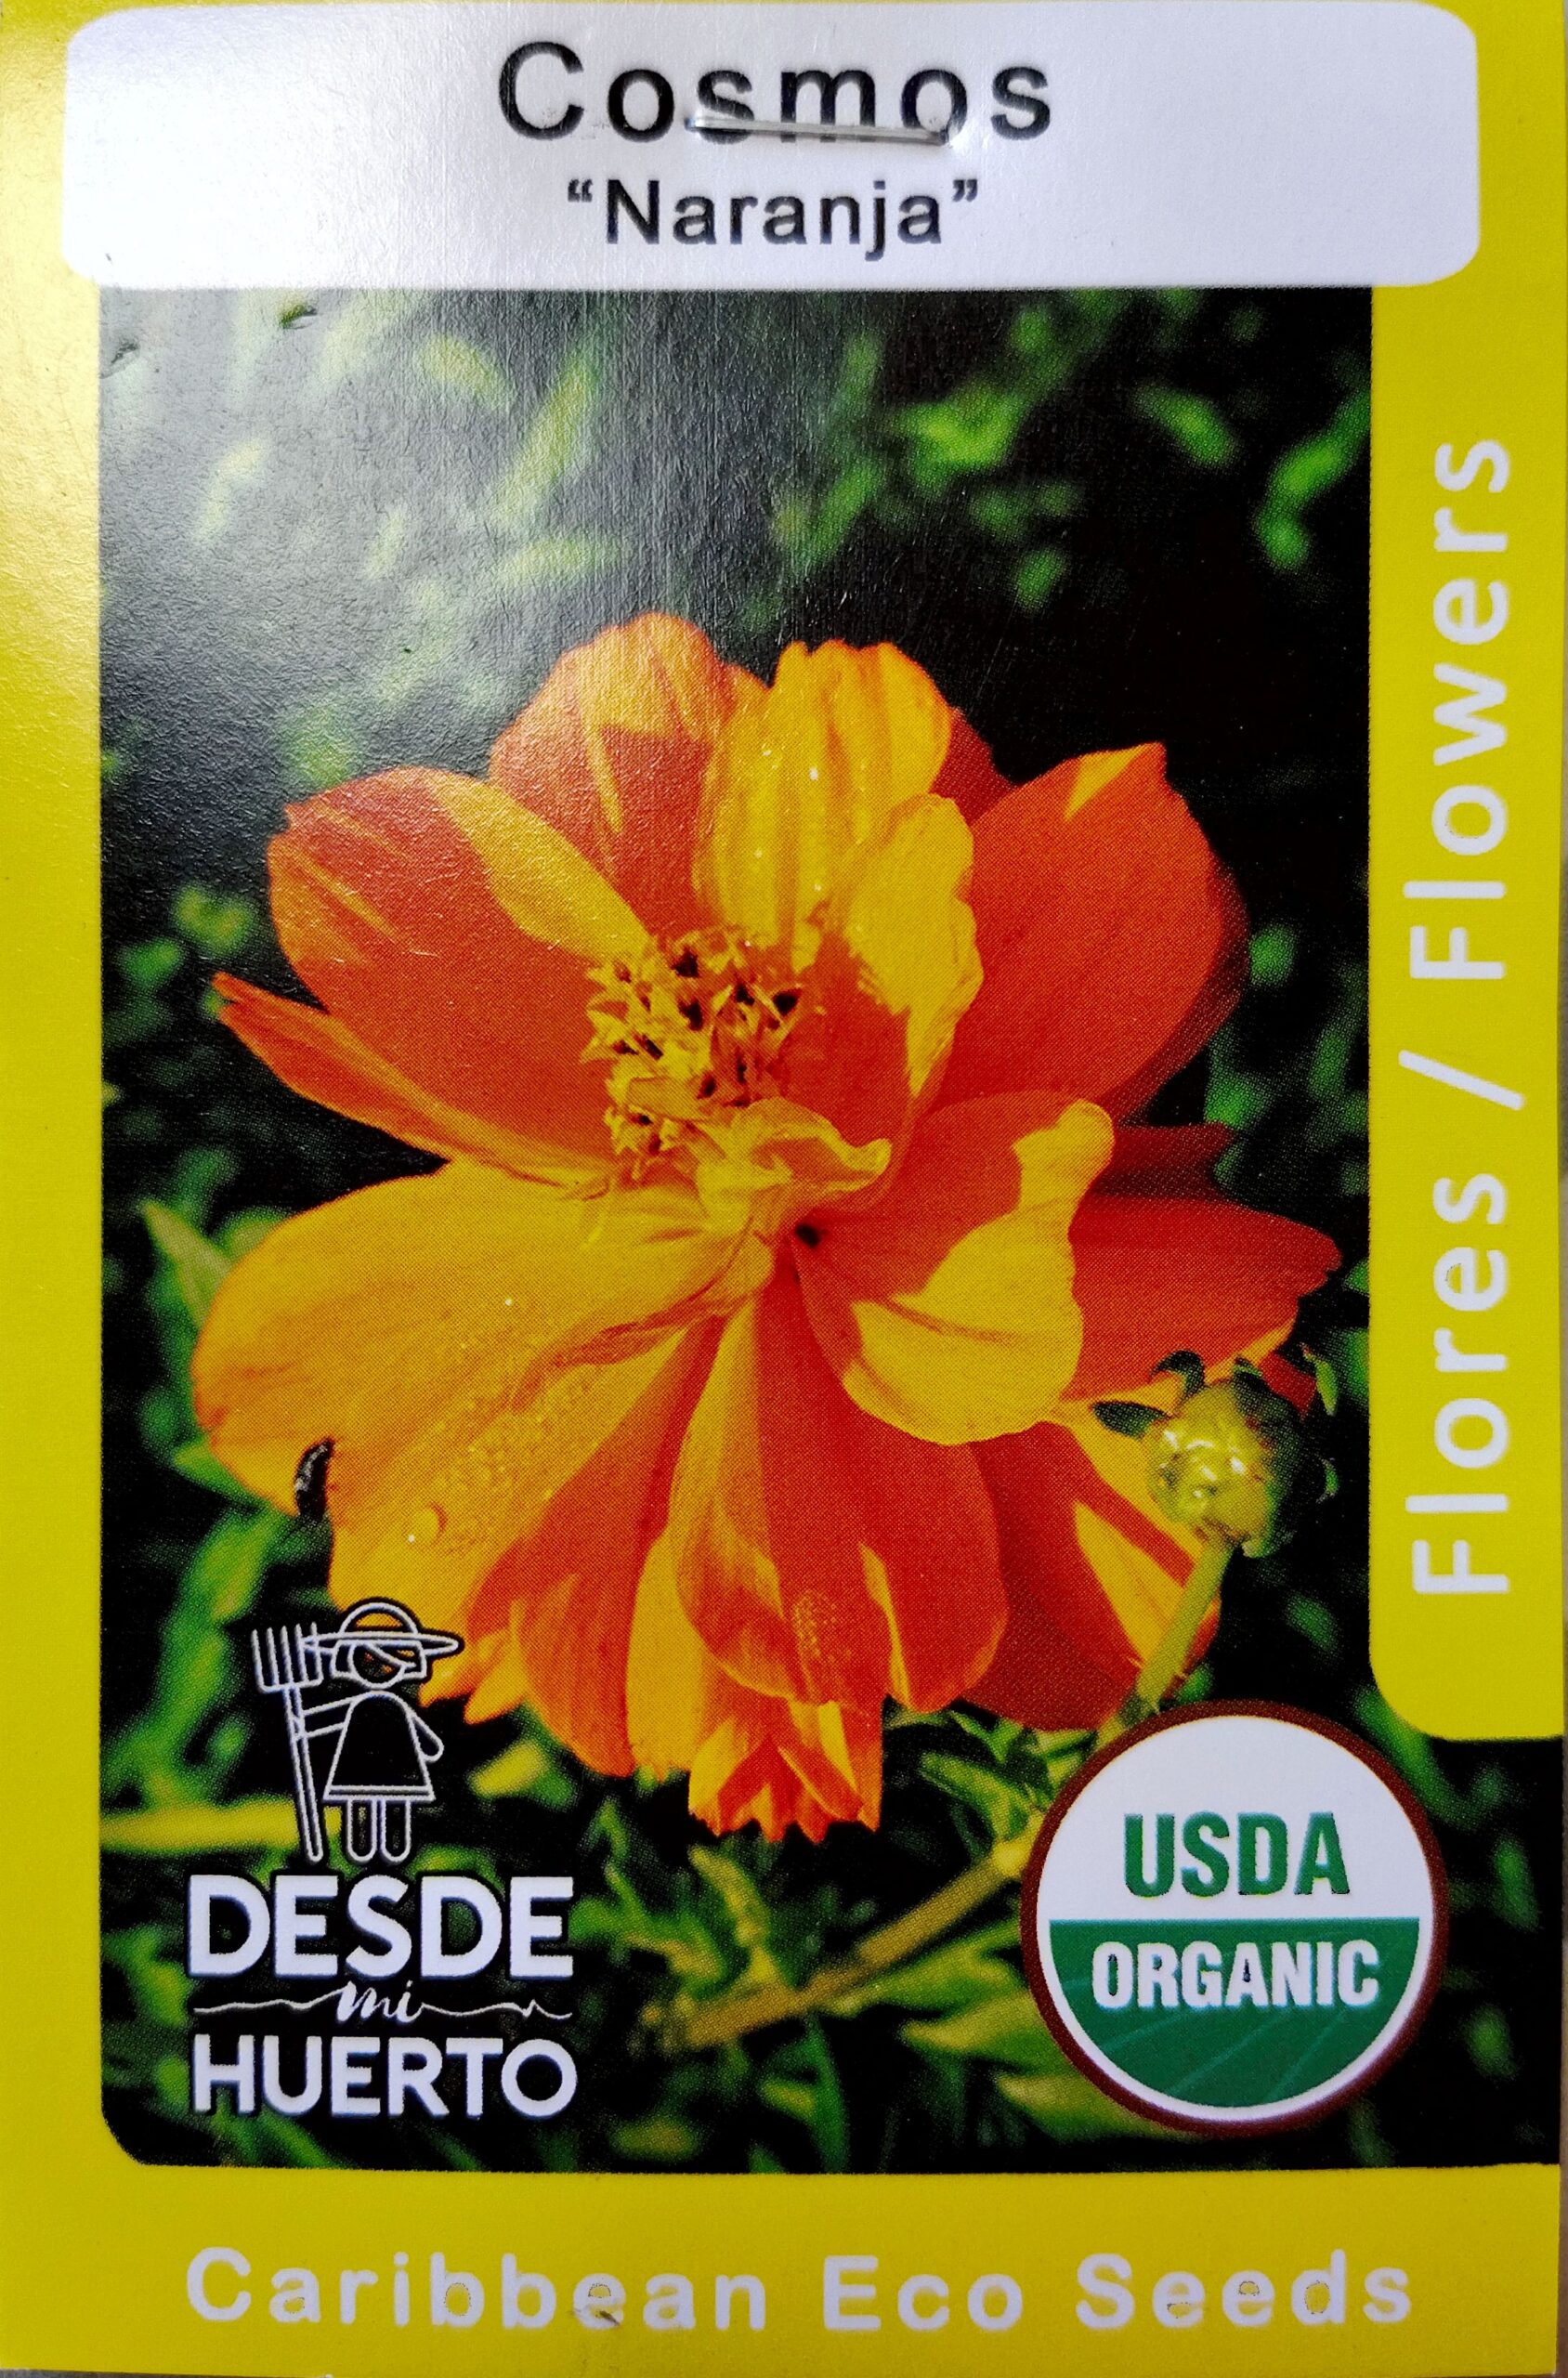 Cosmos
“Naranja”
Flores / Flowers
DESDE
mi
HUERTO
USDA
ORGANIC
Caribbean Eco Seeds